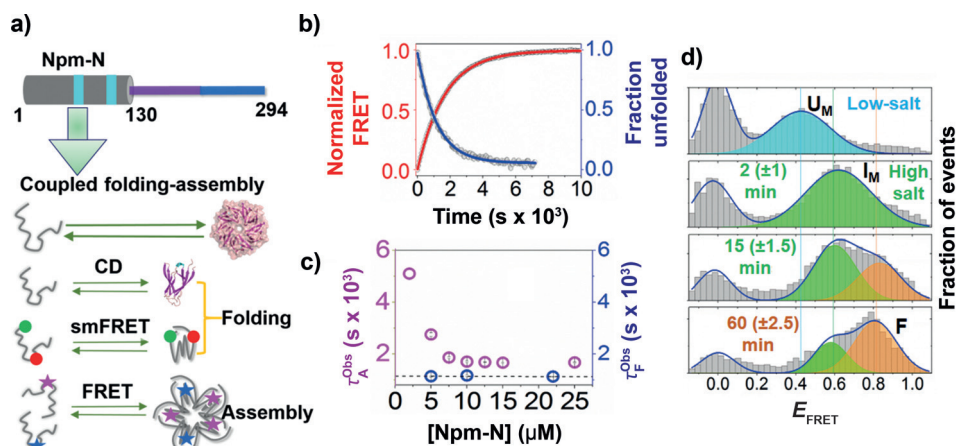 a)
Npm-N
1
130
294
Coupled folding-assembly
CD
smFRET
Folding
FRET
Assembly
b)
Normalized
FRET
1.0
0.5
0.0
Fraction
unfolded
1.0
0.5
0.0
0 2 4 6 8 10
Time (s x 10³)
c)
τ_A^Obs (s x 10³)
6
4
2
τ_F^Obs (s x 10³)
6
4
2
0 5 10 15 20 25
[Npm-N] (μM)
d)
U_M
Low-salt
2 (±1)
min
I_M
High
salt
15 (±1.5)
min
60 (±2.5)
min
F
Fraction of events
0.0 0.2 0.4 0.6 0.8 1.0
E_FRET